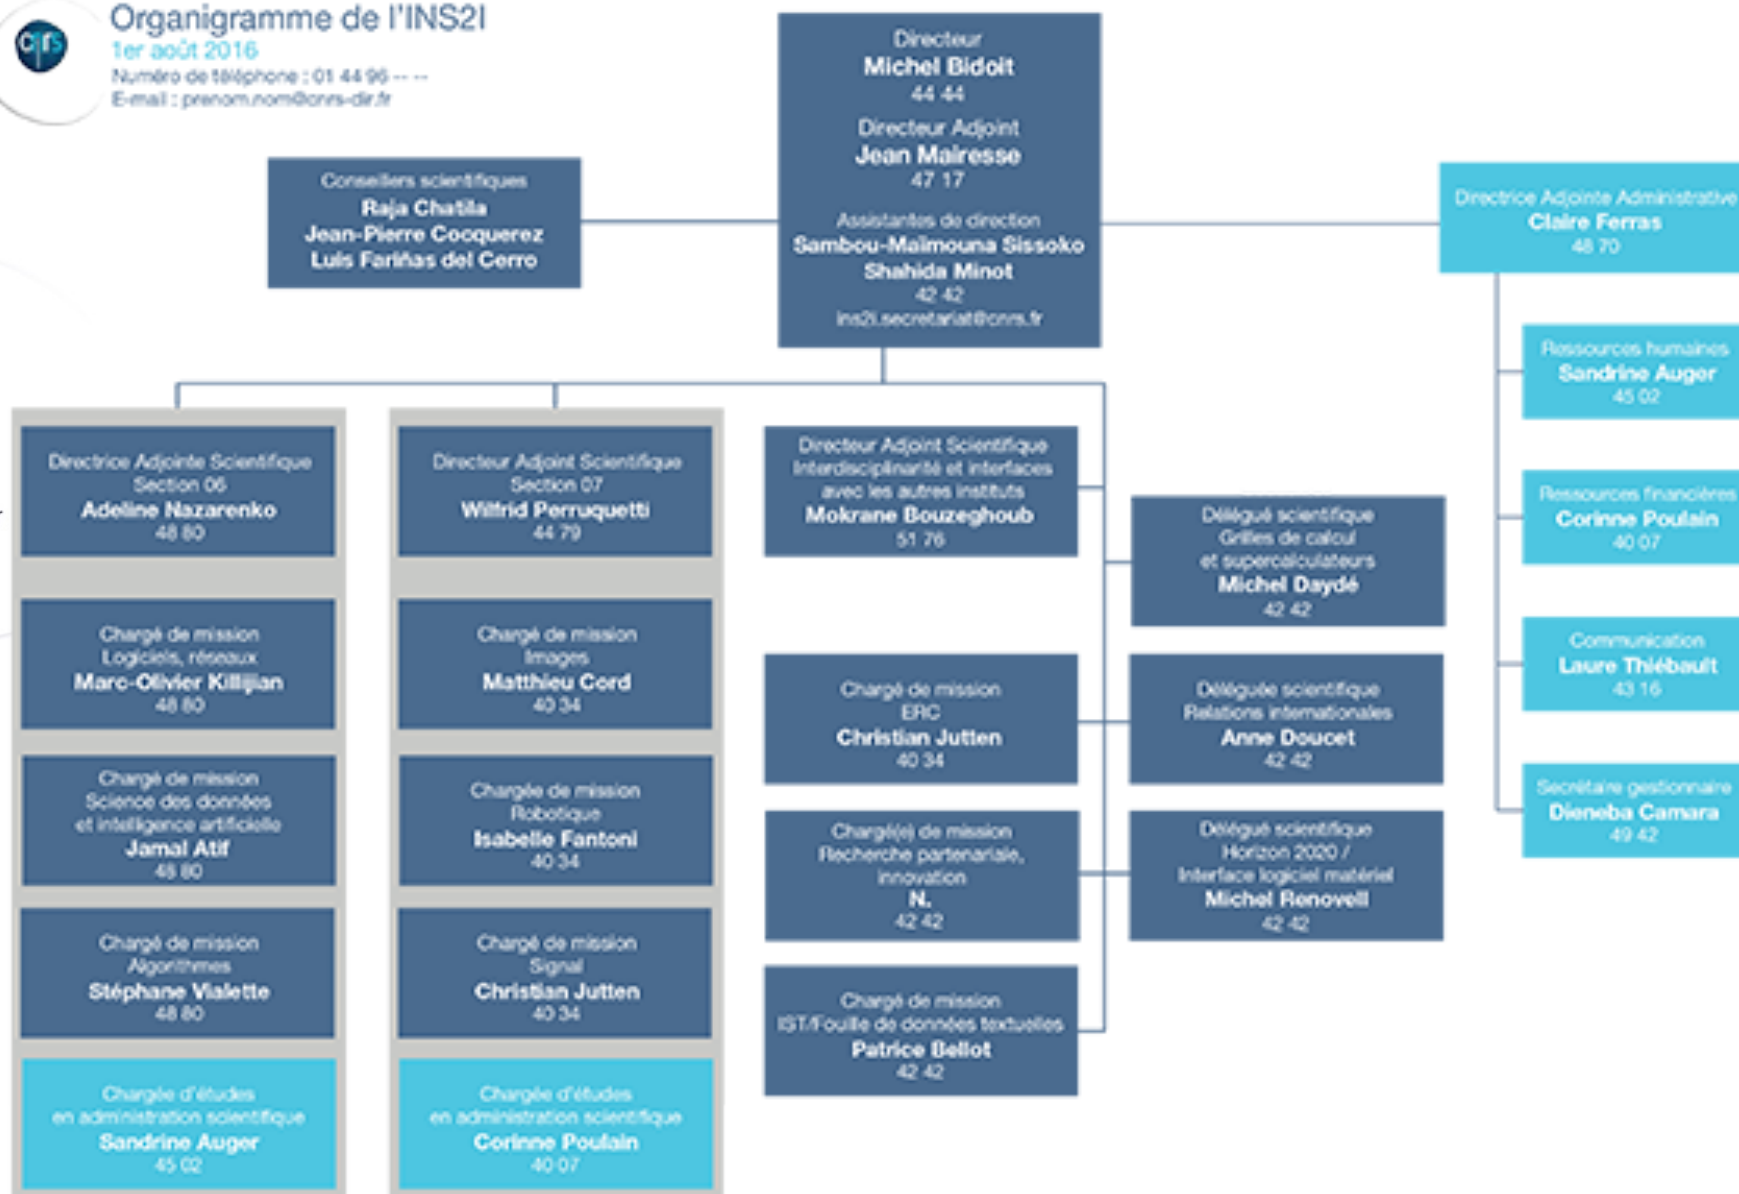 cnrs
Organigramme de l'INS2I
1er août 2016
Numéro de téléphone : 01 44 96 -- --
E-mail : prenom.nom@cnrs-dir.fr
Directeur
Michel Bidoit
44 44
Directeur Adjoint
Jean Mairesse
47 17
Assistantes de direction
Sambou-Maïmouna Sissoko
Shahida Minot
42 42
ins2i.secretariat@cnrs.fr
Conseillers scientifiques
Raja Chatila
Jean-Pierre Cocquerez
Luis Fariñas del Cerro
Directrice Adjointe Administrative
Claire Ferras
48 70
Ressources humaines
Sandrine Auger
45 02
Ressources financières
Corinne Poulain
40 07
Communication
Laure Thiébault
43 16
Secrétaire gestionnaire
Dieneba Camara
49 42
Directrice Adjointe Scientifique
Section 06
Adeline Nazarenko
48 80
Chargé de mission
Logiciels, réseaux
Marc-Olivier Killijian
48 80
Chargé de mission
Science des données
et intelligence artificielle
Jamal Atif
48 80
Chargé de mission
Algorithmes
Stéphane Vialette
48 80
Chargée d'études
en administration scientifique
Sandrine Auger
45 02
Directeur Adjoint Scientifique
Section 07
Wilfrid Perruquetti
44 79
Chargé de mission
Images
Matthieu Cord
40 34
Chargée de mission
Robotique
Isabelle Fantoni
40 34
Chargé de mission
Signal
Christian Jutten
40 34
Chargée d'études
en administration scientifique
Corinne Poulain
40 07
Directeur Adjoint Scientifique
Interdisciplinarité et interfaces
avec les autres instituts
Mokrane Bouzeghoub
51 76
Chargé de mission
ERC
Christian Jutten
40 34
Chargé(e) de mission
Recherche partenariale,
innovation
N.
42 42
Chargé de mission
IST/Fouille de données textuelles
Patrice Bellot
42 42
Délégué scientifique
Grilles de calcul
et supercalculateurs
Michel Daydé
42 42
Déléguée scientifique
Relations internationales
Anne Doucet
42 42
Délégué scientifique
Horizon 2020 /
Interface logiciel matériel
Michel Renovell
42 42